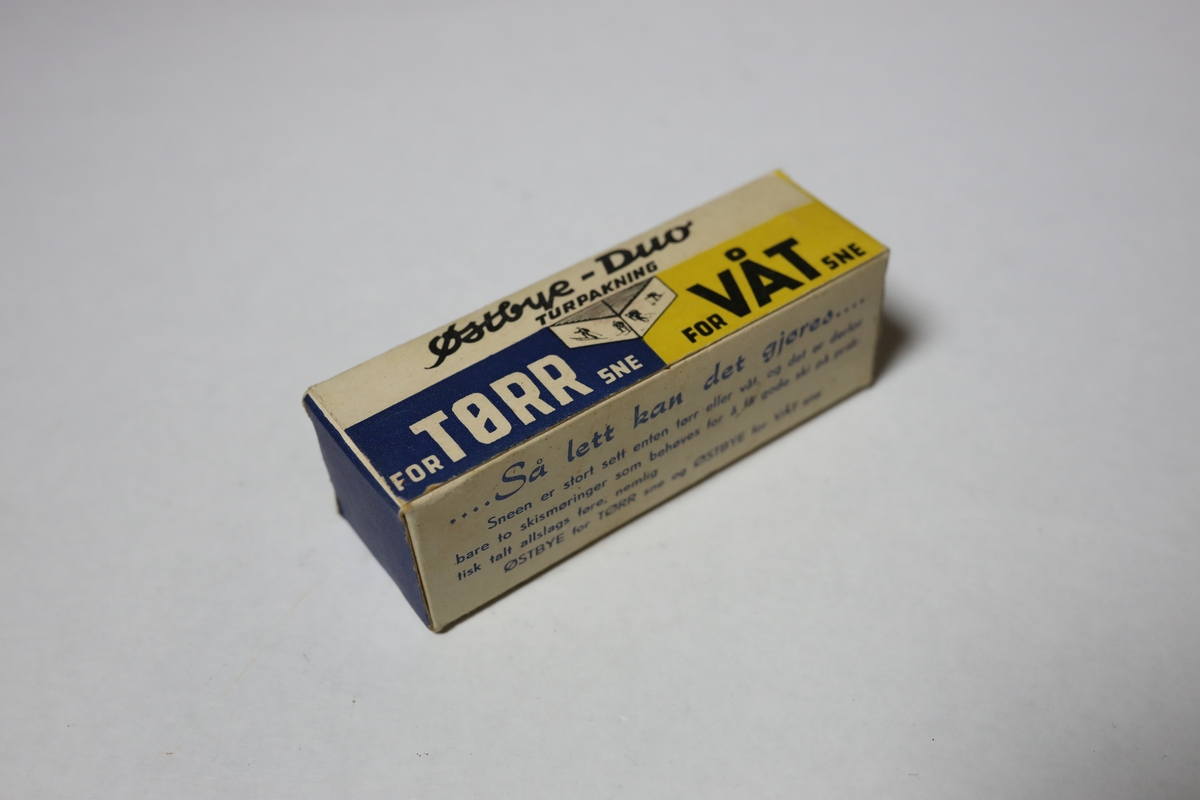 Østbye-Duo
TURPAKNING
FOR TØRR SNE
FOR VÅT SNE
....Så lett kan det gjøres....
Sneen er stort sett enten tørr eller våt, og det er derfor
bare to skismøringer som behøves for å få gode ski på prak-
tisk talt allslags føre, nemlig
ØSTBYE for TØRR sne og ØSTBYE for VÅT sne